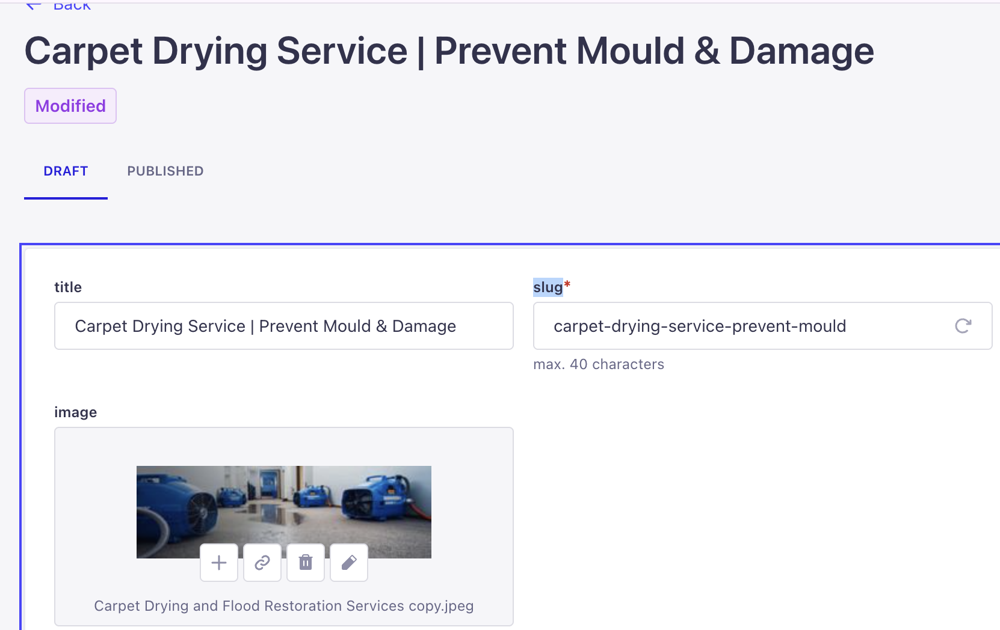 Back
Carpet Drying Service | Prevent Mould & Damage
Modified
DRAFT PUBLISHED
title
Carpet Drying Service | Prevent Mould & Damage
slug*
carpet-drying-service-prevent-mould
max. 40 characters
image
Carpet Drying and Flood Restoration Services copy.jpeg